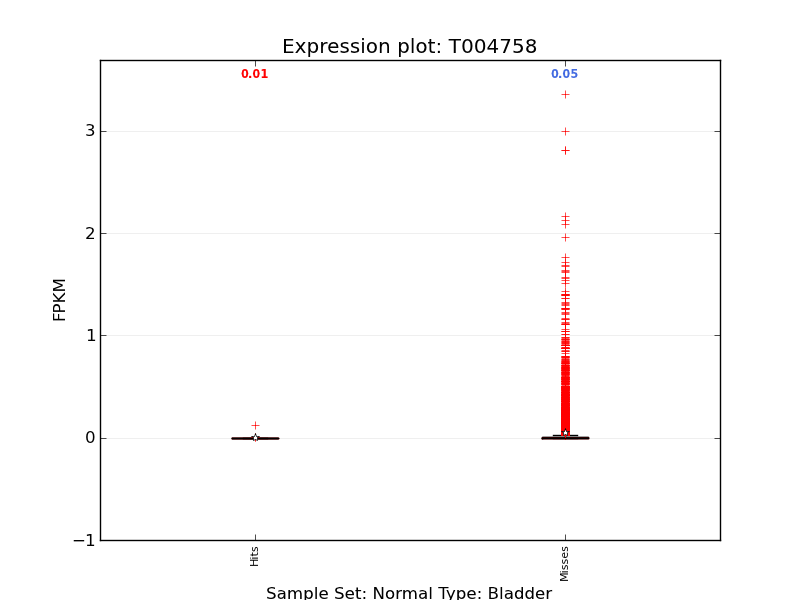 Expression plot: T004758
0.01
0.05
3
2
1
0
−1
FPKM
Hits
Misses
Sample Set: Normal Type: Bladder